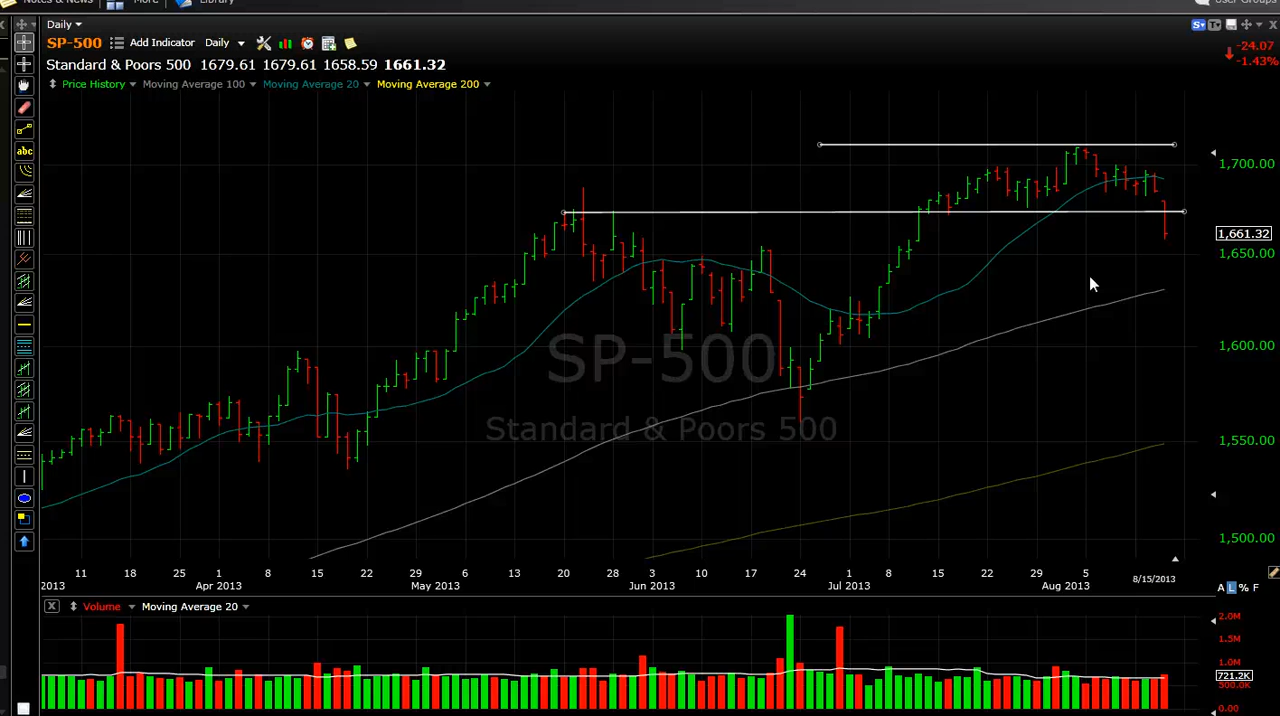 Notes & News More Library User Groups
Daily
SP-500 Add Indicator Daily
Standard & Poors 500 1679.61 1679.61 1658.59 1661.32
Price History Moving Average 100 Moving Average 20 Moving Average 200
S T
-24.07
-1.43%
abc
1,700.00
1,661.32
1,650.00
1,600.00
1,550.00
1,500.00
SP-500
Standard & Poors 500
11 18 25 1 8 15 22 29 6 13 20 28 3 10 17 24 1 8 15 22 29 5
2013 Apr 2013 May 2013 Jun 2013 Jul 2013 Aug 2013 8/15/2013
A L % F
X Volume Moving Average 20
2.0M
1.5M
1.0M
721.2K
500.0K
0.00